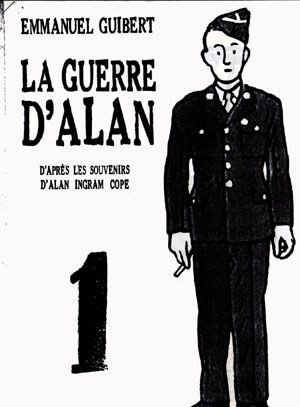 EMMANUEL GUIBERT
LA GUERRE
D'ALAN
D'APRÈS LES SOUVENIRS
D'ALAN INGRAM COPE
1